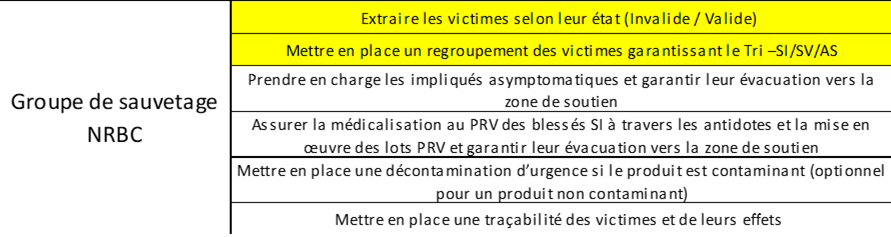 Groupe de sauvetage
NRBC
Extraire les victimes selon leur état (Invalide / Valide)
Mettre en place un regroupement des victimes garantissant le Tri –SI/SV/AS
Prendre en charge les impliqués asymptomatiques et garantir leur évacuation vers la
zone de soutien
Assurer la médicalisation au PRV des blessés SI à travers les antidotes et la mise en
œuvre des lots PRV et garantir leur évacuation vers la zone de soutien
Mettre en place une décontamination d’urgence si le produit est contaminant (optionnel
pour un produit non contaminant)
Mettre en place une traçabilité des victimes et de leurs effets